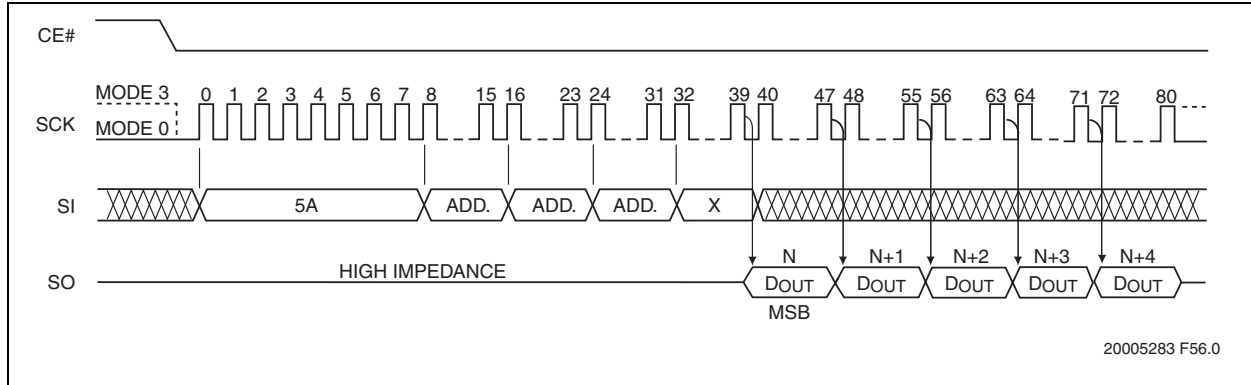 CE#
MODE 3
0 1 2 3 4 5 6 7 8 15 16 23 24 31 32 39 40 47 48 55 56 63 64 71 72 80
SCK
MODE 0
SI
5A ADD. ADD. ADD. X
N N+1 N+2 N+3 N+4
SO
HIGH IMPEDANCE
DOUT DOUT DOUT DOUT DOUT
MSB
20005283 F56.0